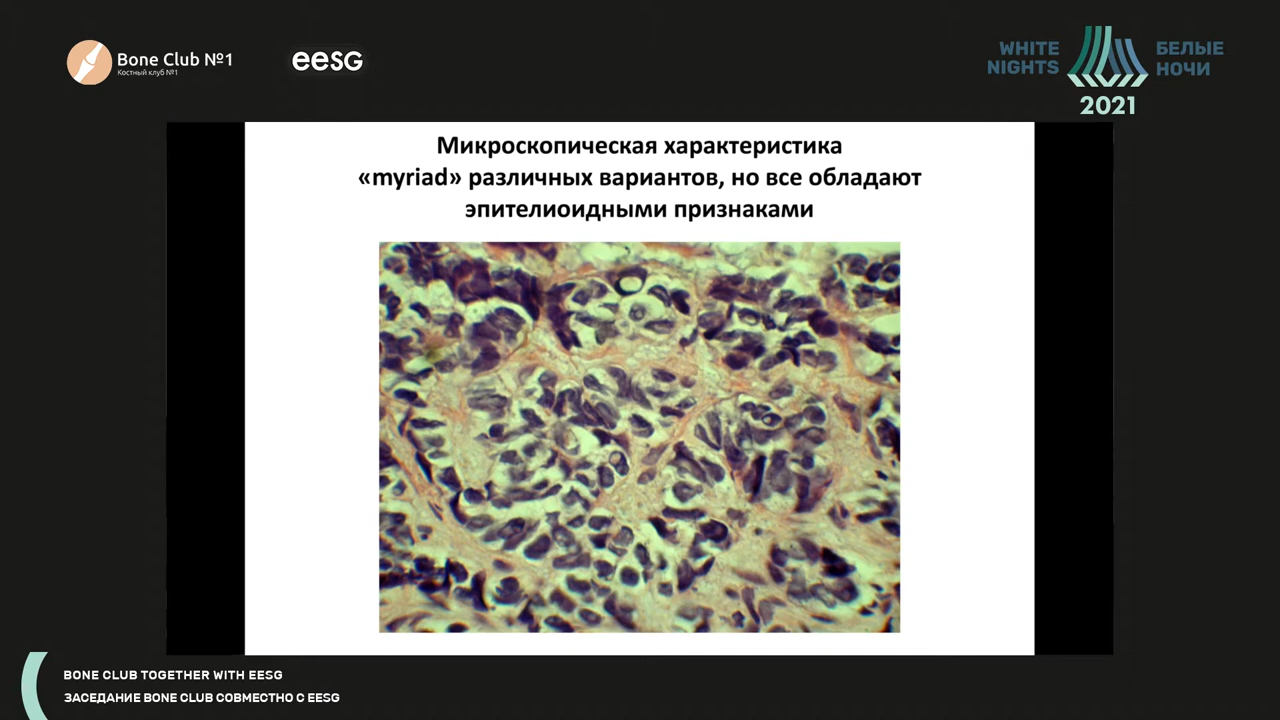 Bone Club №1
Костный клуб №1
eesg
WHITE
NIGHTS
БЕЛЫЕ
НОЧИ
2021
Микроскопическая характеристика
«myriad» различных вариантов, но все обладают
эпителиоидными признаками
BONE CLUB TOGETHER WITH EESG
ЗАСЕДАНИЕ BONE CLUB СОВМЕСТНО С EESG